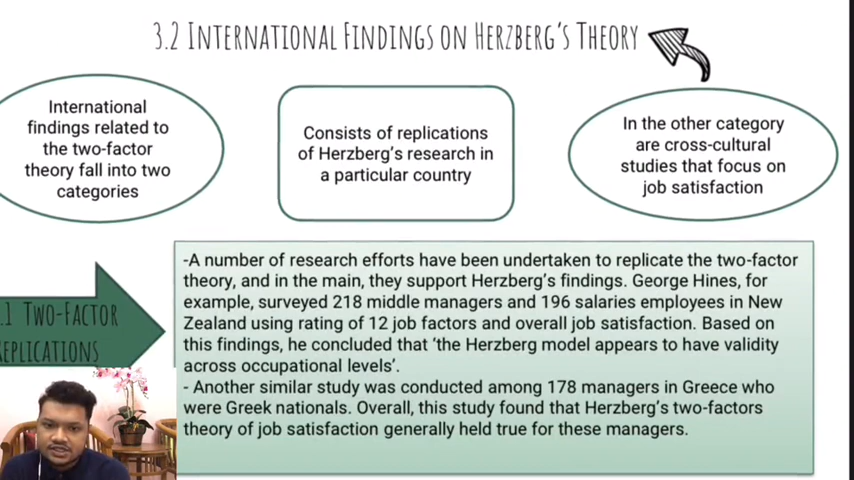 3.2 International Findings on Herzberg's Theory
International
findings related to
the two-factor
theory fall into two
categories
Consists of replications
of Herzberg's research in
a particular country
In the other category
are cross-cultural
studies that focus on
job satisfaction
.1 Two-Factor
Replications
-A number of research efforts have been undertaken to replicate the two-factor
theory, and in the main, they support Herzberg's findings. George Hines, for
example, surveyed 218 middle managers and 196 salaries employees in New
Zealand using rating of 12 job factors and overall job satisfaction. Based on
this findings, he concluded that 'the Herzberg model appears to have validity
across occupational levels'.
- Another similar study was conducted among 178 managers in Greece who
were Greek nationals. Overall, this study found that Herzberg's two-factors
theory of job satisfaction generally held true for these managers.